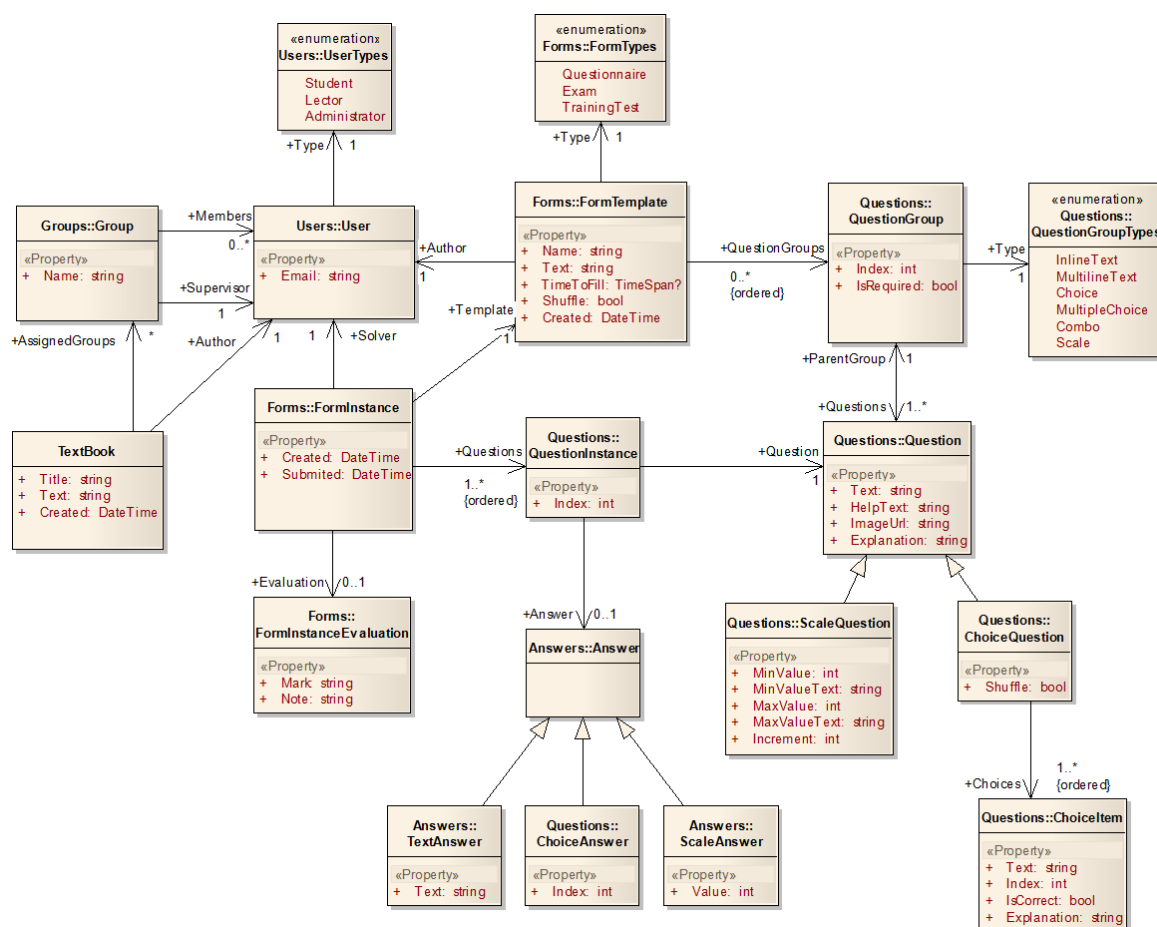 «enumeration»
Users::UserTypes
Student
Lector
Administrator
«enumeration»
Forms::FormTypes
Questionnaire
Exam
TrainingTest
+Type 1
+Type 1
Groups::Group
«Property»
+ Name: string
+Members
0..*
+Supervisor
1
Users::User
«Property»
+ Email: string
+Author
1
Forms::FormTemplate
«Property»
+ Name: string
+ Text: string
+ TimeToFill: TimeSpan?
+ Shuffle: bool
+ Created: DateTime
+QuestionGroups
0..*
{ordered}
Questions::
QuestionGroup
«Property»
+ Index: int
+ IsRequired: bool
+Type
1
«enumeration»
Questions::
QuestionGroupTypes
InlineText
MultilineText
Choice
MultipleChoice
Combo
Scale
+AssignedGroups *
+Author 1
1 +Solver
+Template
1
+ParentGroup 1
+Questions 1..*
TextBook
+ Title: string
+ Text: string
+ Created: DateTime
Forms::FormInstance
«Property»
+ Created: DateTime
+ Submited: DateTime
+Questions
1..*
{ordered}
Questions::
QuestionInstance
«Property»
+ Index: int
+Question
1
Questions::Question
«Property»
+ Text: string
+ HelpText: string
+ ImageUrl: string
+ Explanation: string
+Evaluation 0..1
Forms::
FormInstanceEvaluation
«Property»
+ Mark: string
+ Note: string
+Answer 0..1
Answers::Answer
Questions::ScaleQuestion
«Property»
+ MinValue: int
+ MinValueText: string
+ MaxValue: int
+ MaxValueText: string
+ Increment: int
Questions::
ChoiceQuestion
«Property»
+ Shuffle: bool
1..*
+Choices {ordered}
Answers::
TextAnswer
«Property»
+ Text: string
Questions::
ChoiceAnswer
«Property»
+ Index: int
Answers::
ScaleAnswer
«Property»
+ Value: int
Questions::ChoiceItem
«Property»
+ Text: string
+ Index: int
+ IsCorrect: bool
+ Explanation: string